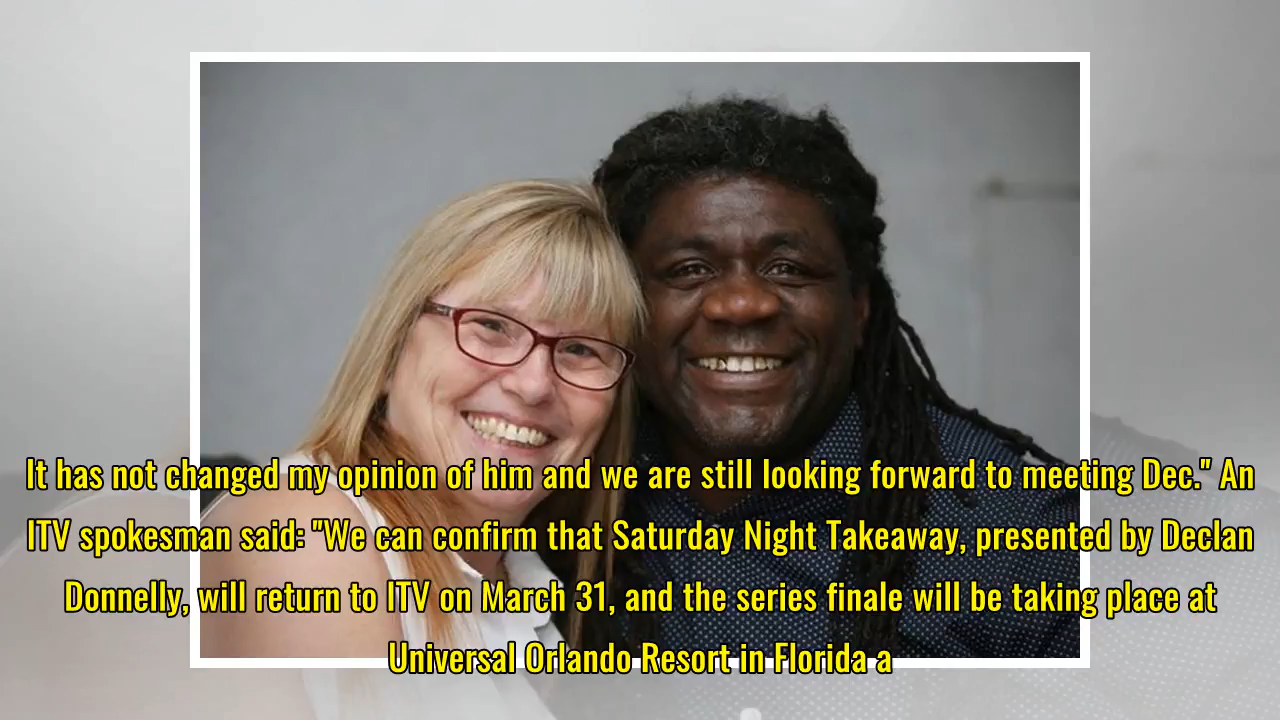 It has not changed my opinion of him and we are still looking forward to meeting Dec." An
ITV spokesman said: "We can confirm that Saturday Night Takeaway, presented by Declan
Donnelly, will return to ITV on March 31, and the series finale will be taking place at
Universal Orlando Resort in Florida a